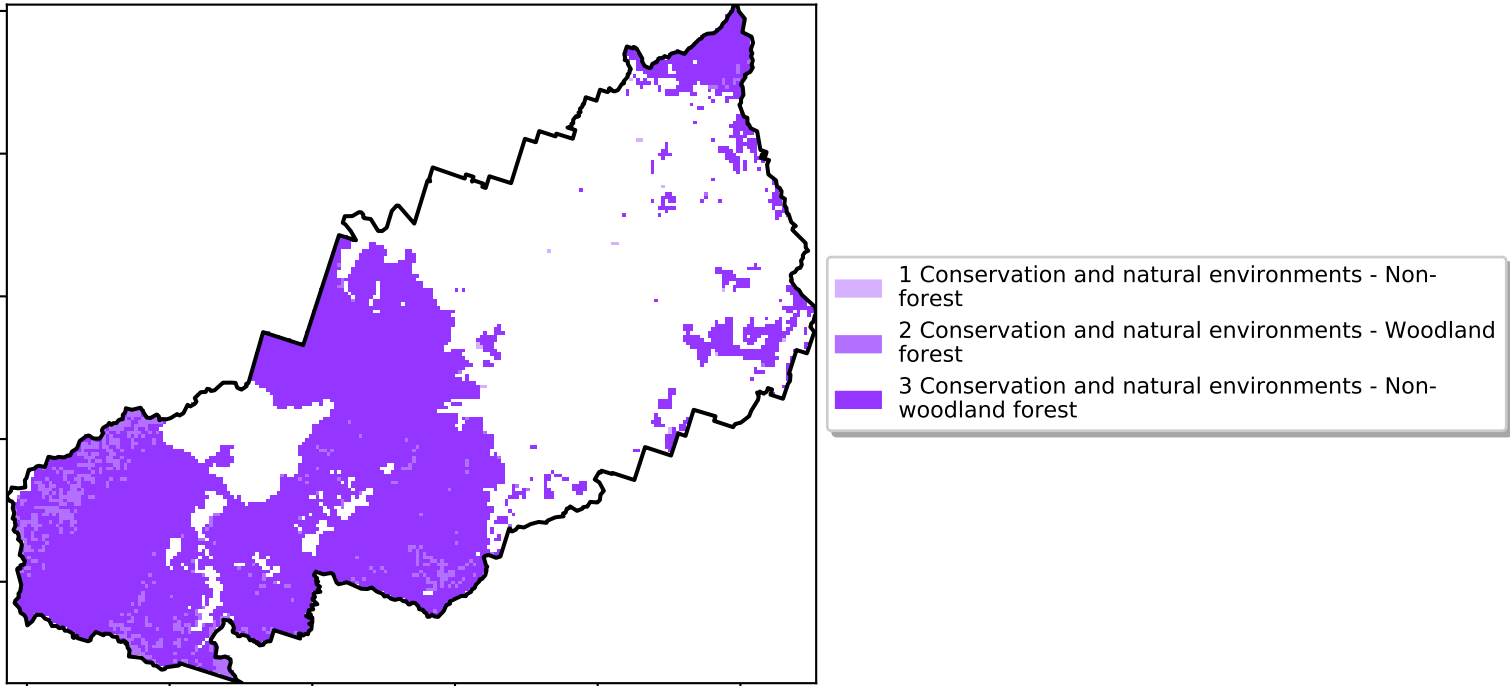 1 Conservation and natural environments - Non-
forest
2 Conservation and natural environments - Woodland
forest
3 Conservation and natural environments - Non-
woodland forest